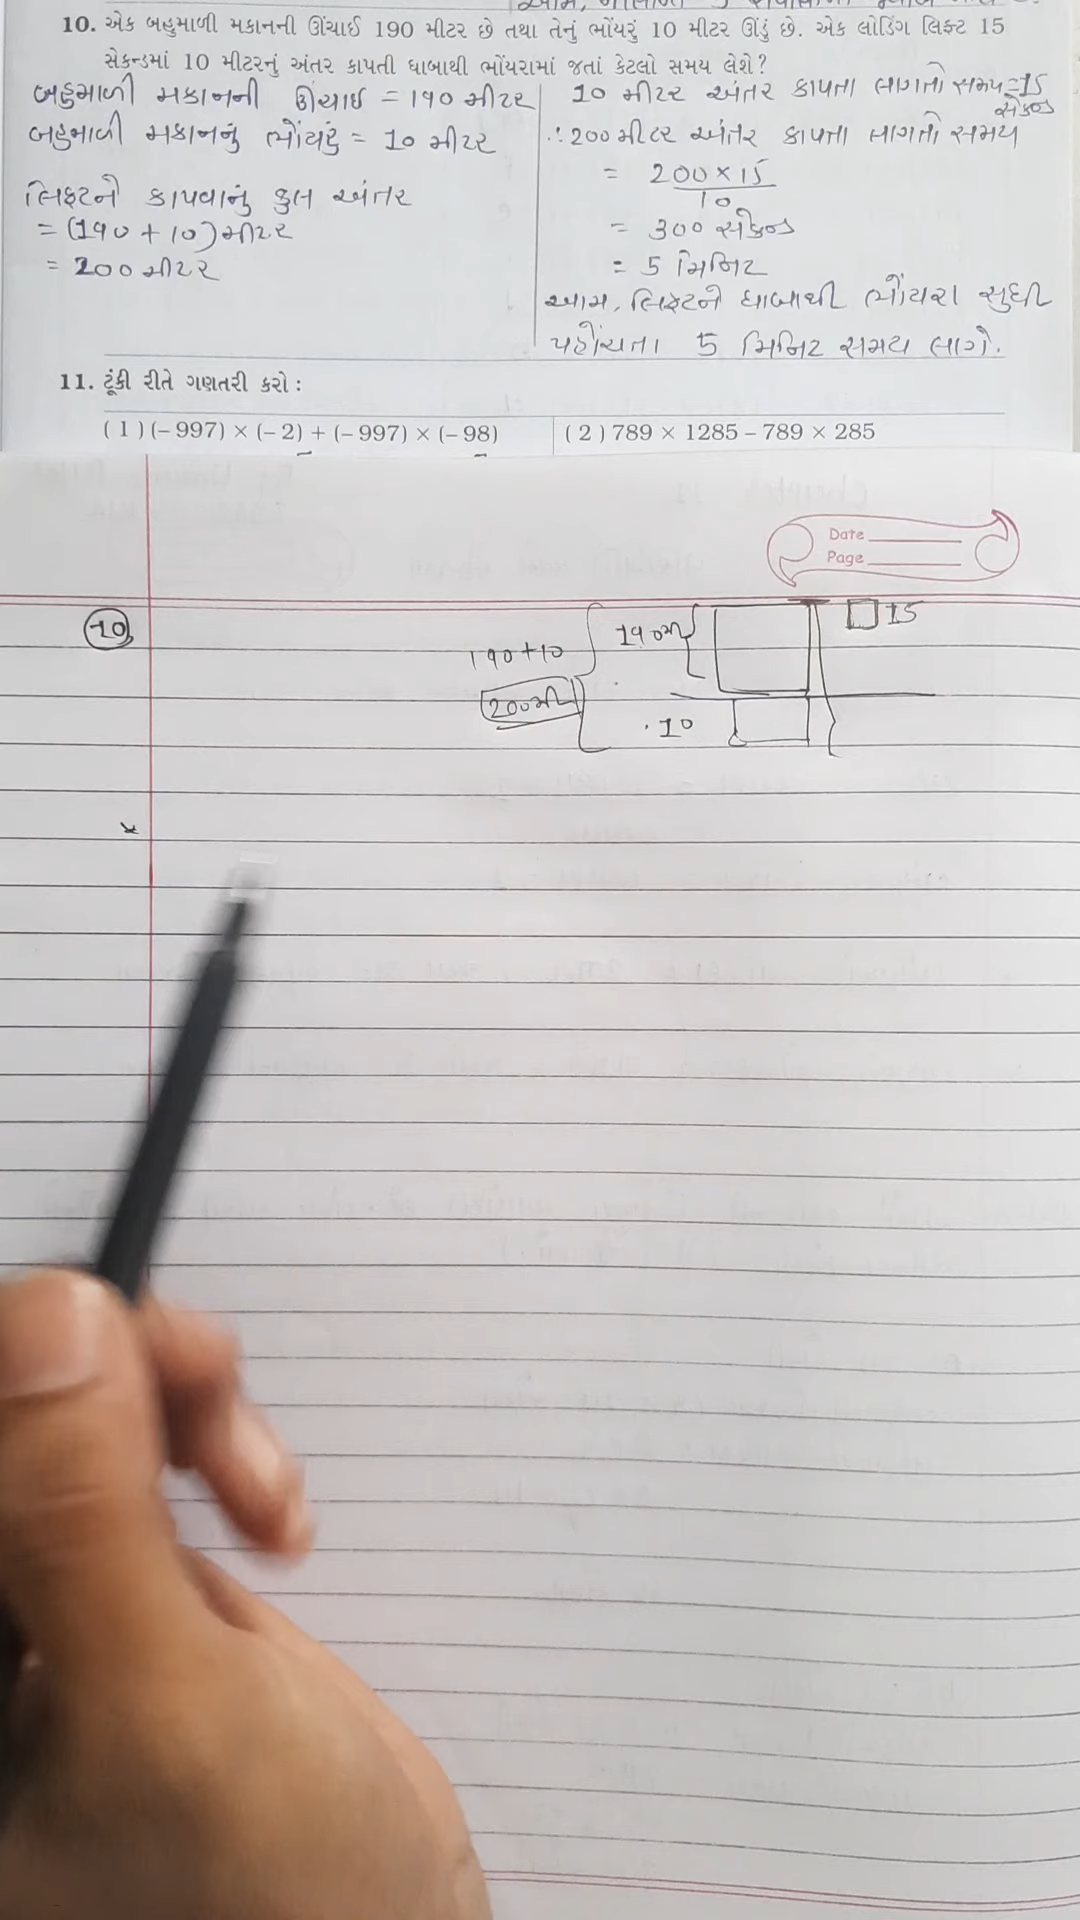 10. એક બહુમાળી મકાનની ઊંચાઈ 190 મીટર છે તથા તેનું ભોંયરું 10 મીટર ઊંડું છે. એક લોડિંગ લિફ્ટ 15
સેકન્ડમાં 10 મીટરનું અંતર કાપતી ધાબાથી ભોંયરામાં જતાં કેટલો સમય લેશે?
બહુમાળી મકાનની ઊંચાઈ = 190 મીટર
બહુમાળી મકાનનું ભોંયરું = 10 મીટર
લિફ્ટને કાપવાનું કુલ અંતર
= (190 + 10) મીટર
= 200 મીટર
10 મીટર અંતર કાપતા લાગતો સમય = 15
સેકન્ડ
∴ 200 મીટર અંતર કાપતા લાગતો સમય
= 200 × 15
10
= 300 સેકન્ડ
= 5 મિનિટ
આમ, લિફ્ટને ધાબાથી ભોંયરા સુધી
પહોંચતા 5 મિનિટ સમય લાગે.
11. ટૂંકી રીતે ગણતરી કરો :
( 1 ) (– 997) × (– 2) + (– 997) × (– 98)
( 2 ) 789 × 1285 – 789 × 285
Date
Page
10
190 + 10
190મી
15
200મી
10